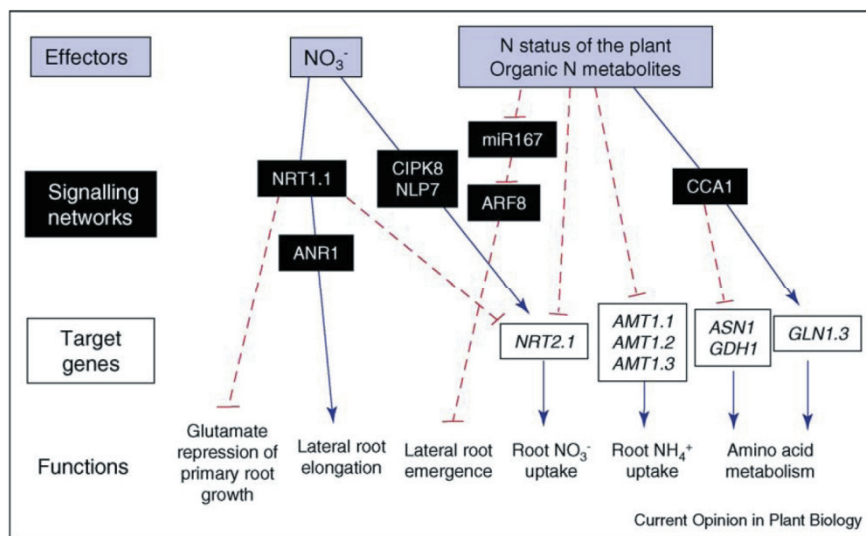 Effectors
NO₃⁻
N status of the plant
Organic N metabolites
miR167
Signalling
networks
NRT1.1
CIPK8
NLP7
ARF8
CCA1
ANR1
Target
genes
NRT2.1
AMT1.1
AMT1.2
AMT1.3
ASN1
GDH1
GLN1.3
Functions
Glutamate
repression of
primary root
growth
Lateral root
elongation
Lateral root
emergence
Root NO₃⁻
uptake
Root NH₄⁺
uptake
Amino acid
metabolism
Current Opinion in Plant Biology